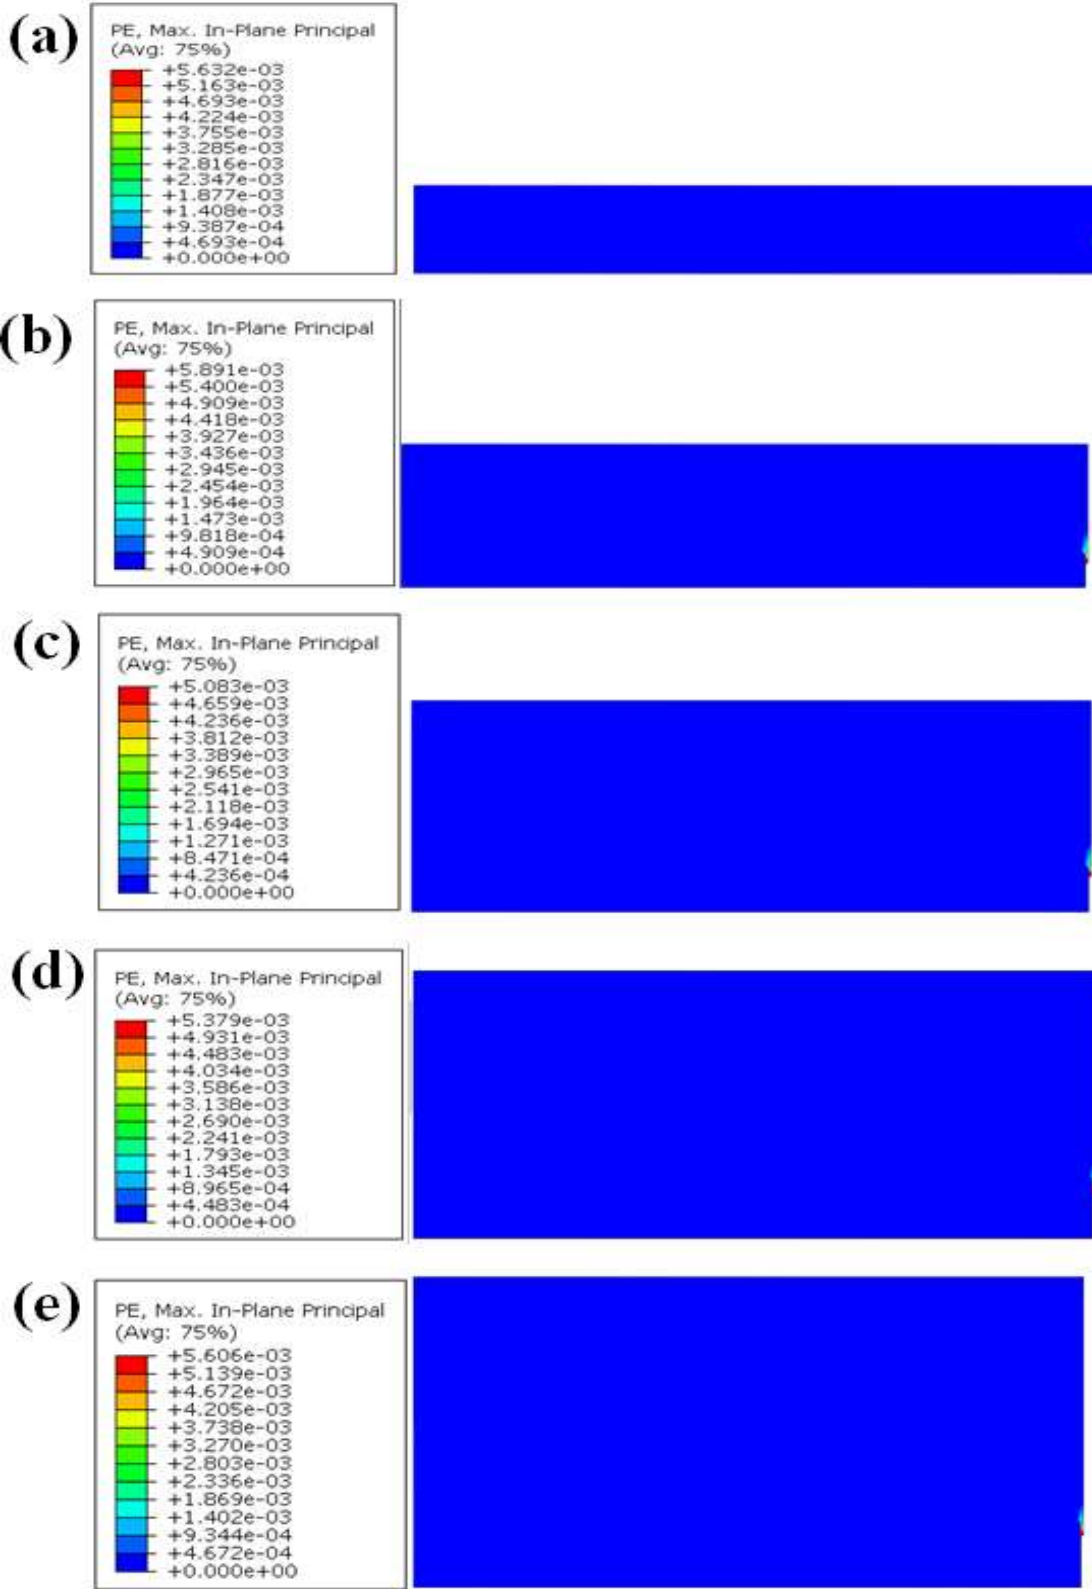 (a)
PE, Max. In-Plane Principal
(Avg: 75%)
+5.632e-03
+5.163e-03
+4.693e-03
+4.224e-03
+3.755e-03
+3.285e-03
+2.816e-03
+2.347e-03
+1.877e-03
+1.408e-03
+9.387e-04
+4.693e-04
+0.000e+00
(b)
PE, Max. In-Plane Principal
(Avg: 75%)
+5.891e-03
+5.400e-03
+4.909e-03
+4.418e-03
+3.927e-03
+3.436e-03
+2.945e-03
+2.454e-03
+1.964e-03
+1.473e-03
+9.818e-04
+4.909e-04
+0.000e+00
(c)
PE, Max. In-Plane Principal
(Avg: 75%)
+5.083e-03
+4.659e-03
+4.236e-03
+3.812e-03
+3.389e-03
+2.965e-03
+2.541e-03
+2.118e-03
+1.694e-03
+1.271e-03
+8.471e-04
+4.236e-04
+0.000e+00
(d)
PE, Max. In-Plane Principal
(Avg: 75%)
+5.379e-03
+4.931e-03
+4.483e-03
+4.034e-03
+3.586e-03
+3.138e-03
+2.690e-03
+2.241e-03
+1.793e-03
+1.345e-03
+8.965e-04
+4.483e-04
+0.000e+00
(e)
PE, Max. In-Plane Principal
(Avg: 75%)
+5.606e-03
+5.139e-03
+4.672e-03
+4.205e-03
+3.738e-03
+3.270e-03
+2.803e-03
+2.336e-03
+1.869e-03
+1.402e-03
+9.344e-04
+4.672e-04
+0.000e+00